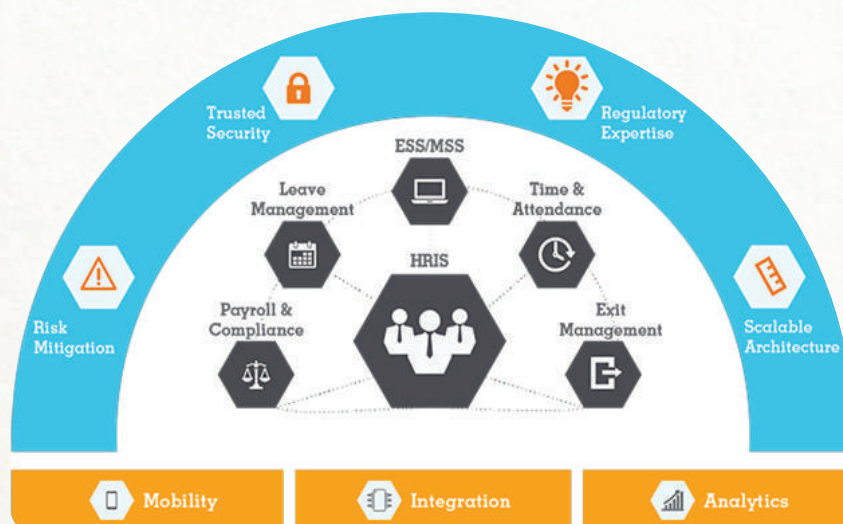 Trusted
Security
Regulatory
Expertise
ESS/MSS
Leave
Management
Time &
Attendance
HRIS
Payroll &
Compliance
Exit
Management
Risk
Mitigation
Scalable
Architecture
Mobility
Integration
Analytics